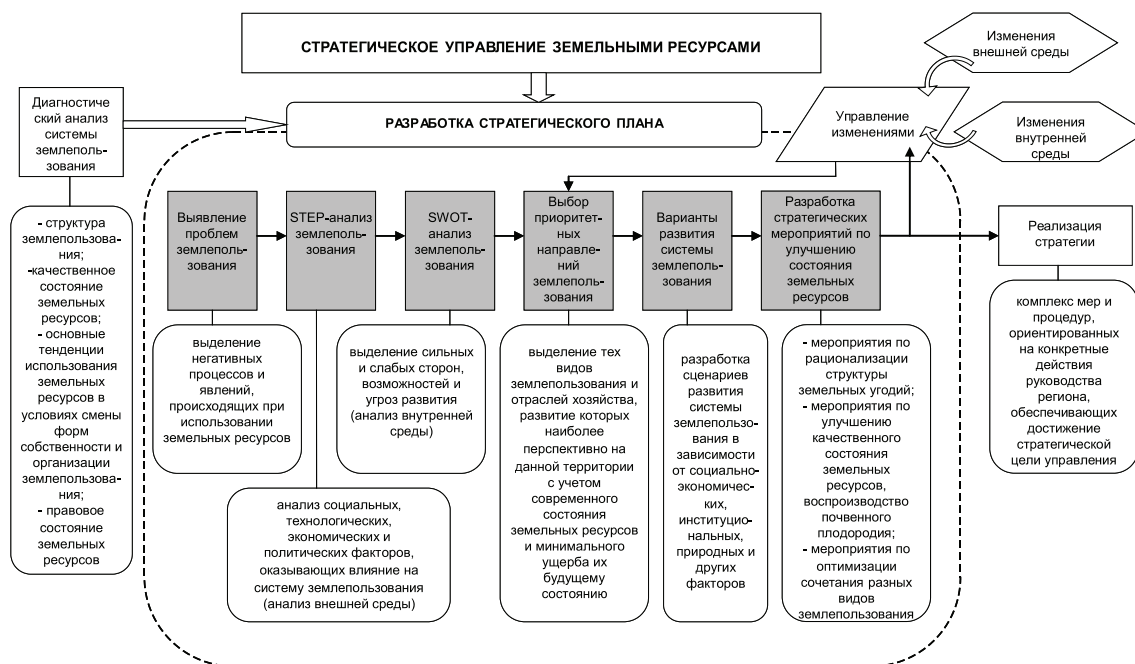 СТРАТЕГИЧЕСКОЕ УПРАВЛЕНИЕ ЗЕМЕЛЬНЫМИ РЕСУРСАМИ
Изменения
внешней среды
Диагностиче-
ский анализ
системы
землеполь-
зования
РАЗРАБОТКА СТРАТЕГИЧЕСКОГО ПЛАНА
Управление
изменениями
Изменения
внутренней
среды
- структура
землепользова-
ния;
-качественное
состояние
земельных
ресурсов;
- основные
тенденции
использования
земельных
ресурсов в
условиях смены
форм
собственности и
организации
землепользова-
ния;
- правовое
состояние
земельных
ресурсов
Выявление
проблем
землеполь-
зования
STEP-анализ
землеполь-
зования
SWOT-
анализ
землеполь-
зования
Выбор
приоритет-
ных
направле-
ний
землеполь-
зования
Варианты
развития
системы
землеполь-
зования
Разработка
стратегических
мероприятий по
улучшению
состояния
земельных
ресурсов
Реализация
стратегии
выделение
негативных
процессов и
явлений,
происходящих при
использовании
земельных ресурсов
анализ социальных,
технологических,
экономических и
политических факторов,
оказывающих влияние на
систему землепользования
(анализ внешней среды)
выделение сильных
и слабых сторон,
возможностей и
угроз развития
(анализ внутренней
среды)
выделение тех
видов
землепользования и
отраслей хозяйства,
развитие которых
наиболее
перспективно на
данной территории
с учетом
современного
состояния
земельных ресурсов
и минимального
ущерба их
будущему
состоянию
разработка
сценариев
развития
системы
землепользо-
вания в
зависимости
от социально-
экономичес-
ких,
институцио-
нальных,
природных и
других
факторов
- мероприятия по
рационализации
структуры
земельных угодий;
- мероприятия по
улучшению
качественного
состояния
земельных
ресурсов,
воспроизводство
почвенного
плодородия;
- мероприятия по
оптимизации
сочетания разных
видов
землепользования
комплекс мер и
процедур,
ориентированных
на конкретные
действия
руководства
региона,
обеспечивающих
достижение
стратегической
цели управления